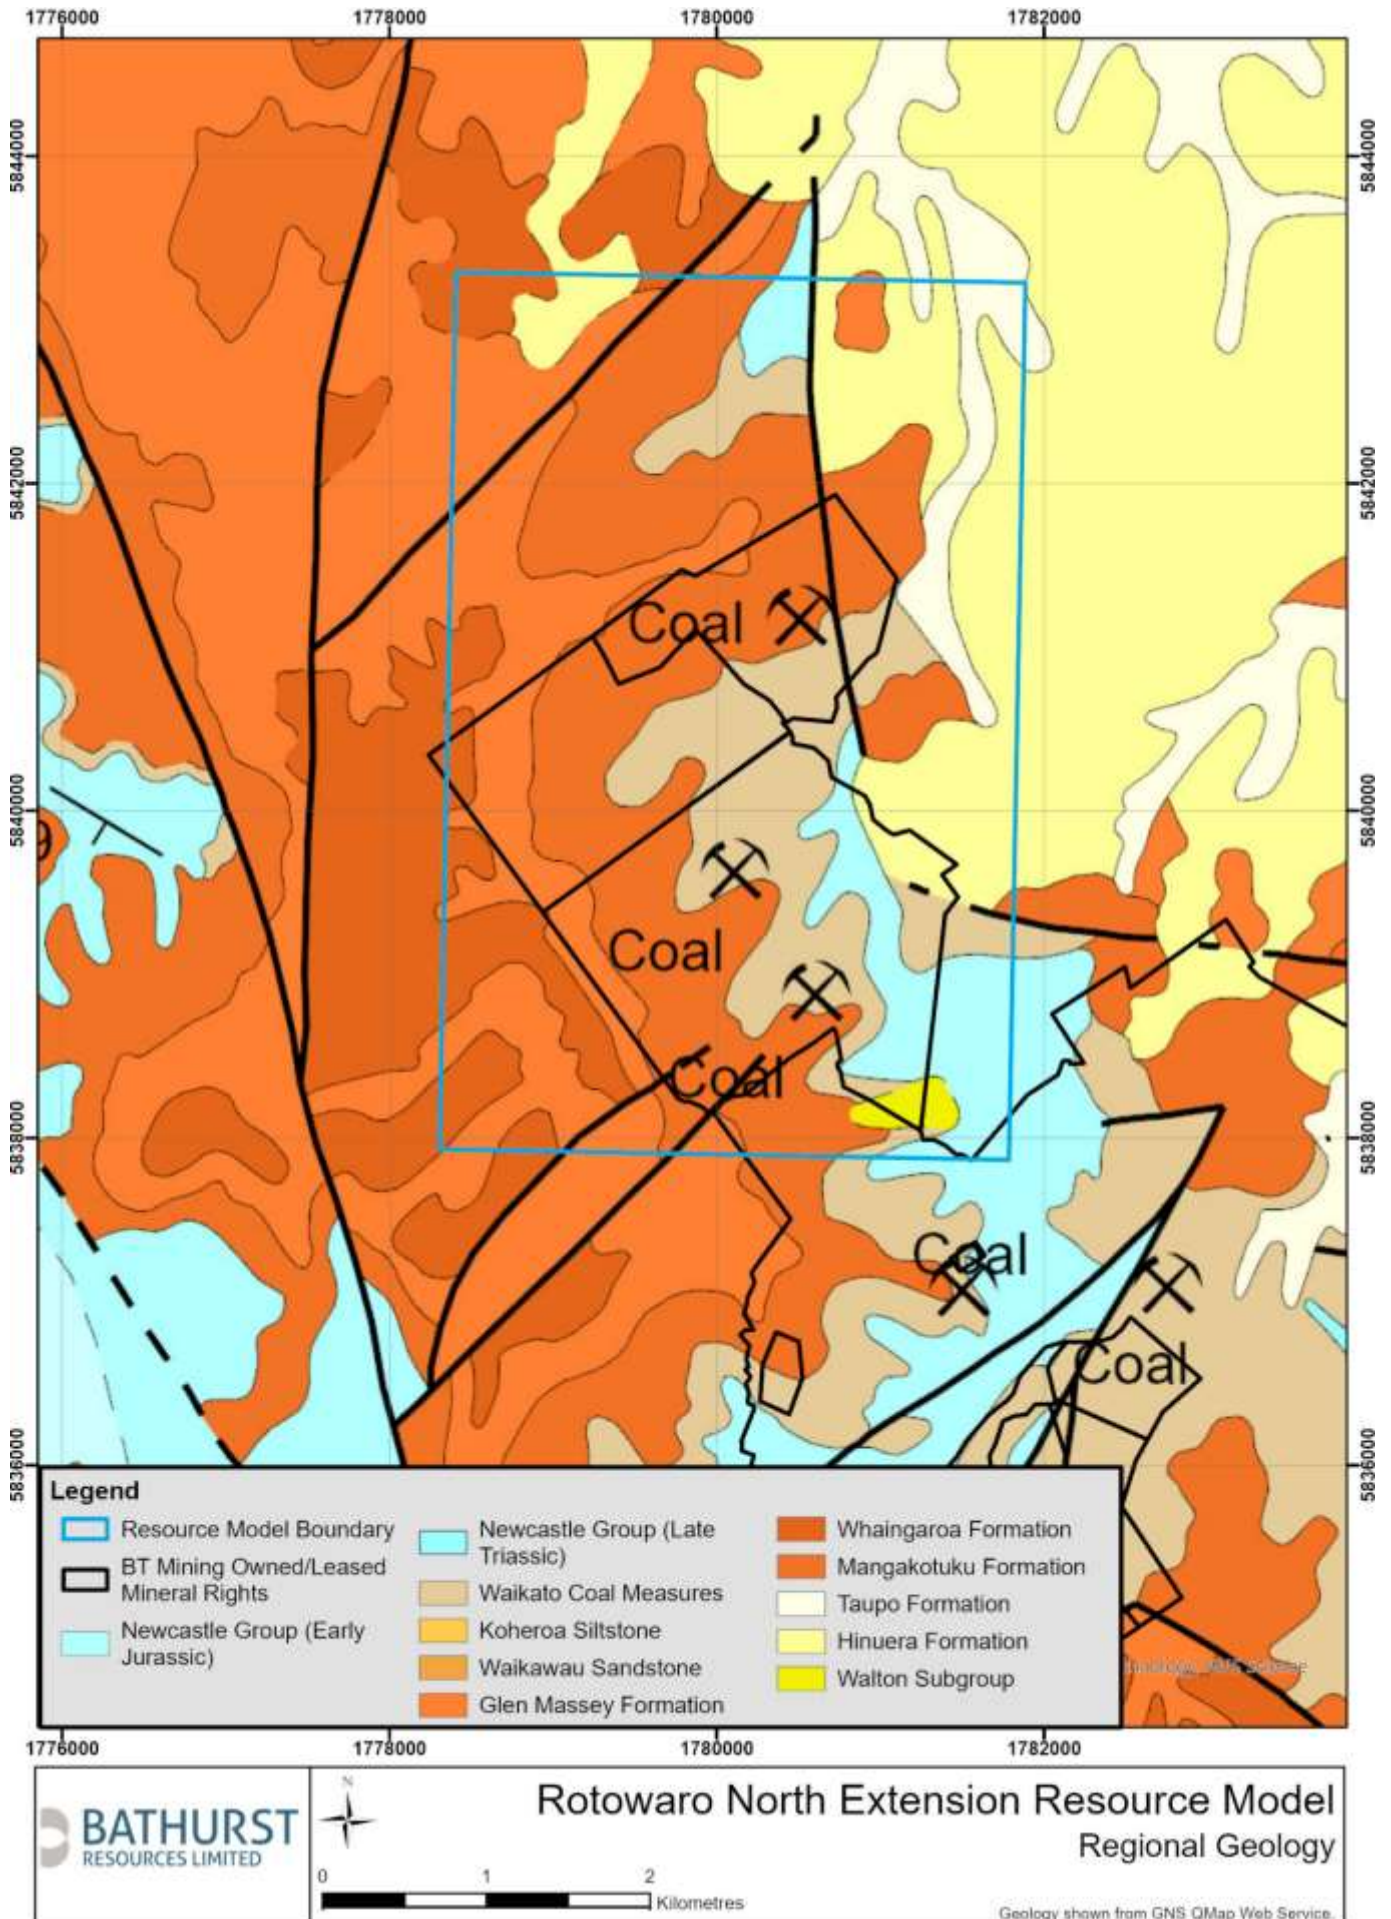 1776000 1778000 1780000 1782000
5844000 5844000
5842000 5842000
Coal
5840000 5840000
9
Coal
Coal
5838000 5838000
Coal
Coal
5836000 5836000
Legend
Resource Model Boundary
BT Mining Owned/Leased
Mineral Rights
Newcastle Group (Early
Jurassic)
Newcastle Group (Late
Triassic)
Waikato Coal Measures
Koheroa Siltstone
Waikawau Sandstone
Glen Massey Formation
Whaingaroa Formation
Mangakotuku Formation
Taupo Formation
Hinuera Formation
Walton Subgroup
1776000 1778000 1780000 1782000
BATHURST
RESOURCES LIMITED
N
0 1 2
Kilometres
Rotowaro North Extension Resource Model
Regional Geology
Geology shown from GNS QMap Web Service.